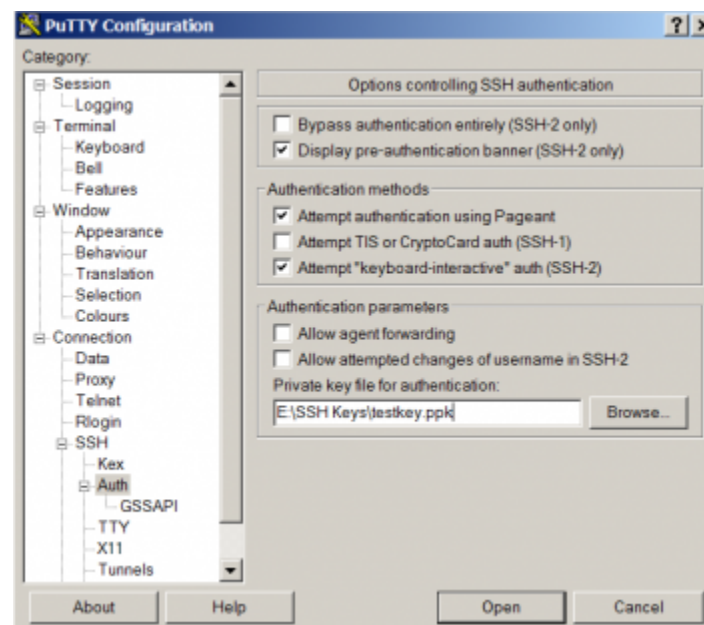 PuTTY Configuration
Category:
Session
Logging
Terminal
Keyboard
Bell
Features
Window
Appearance
Behaviour
Translation
Selection
Colours
Connection
Data
Proxy
Telnet
Rlogin
SSH
Kex
Auth
GSSAPI
TTY
X11
Tunnels
Options controlling SSH authentication
Bypass authentication entirely (SSH-2 only)
Display pre-authentication banner (SSH-2 only)
Authentication methods
Attempt authentication using Pageant
Attempt TIS or CryptoCard auth (SSH-1)
Attempt "keyboard-interactive" auth (SSH-2)
Authentication parameters
Allow agent forwarding
Allow attempted changes of username in SSH-2
Private key file for authentication:
E:\SSH Keys\testkey.ppk
Browse...
About
Help
Open
Cancel